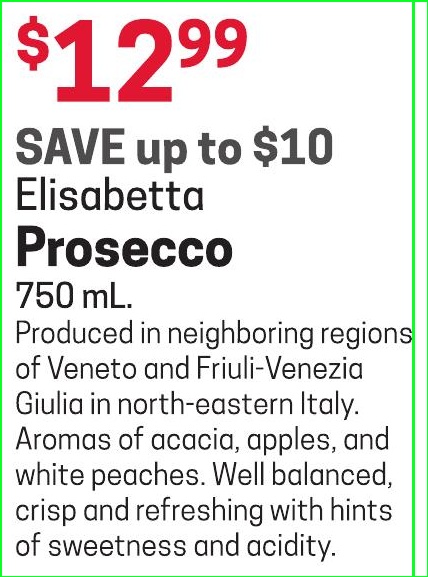 $12.99
SAVE up to $10
Elisabetta
Prosecco
750 mL.
Produced in neighboring regions
of Veneto and Friuli-Venezia
Giulia in north-eastern Italy.
Aromas of acacia, apples, and
white peaches. Well balanced,
crisp and refreshing with hints
of sweetness and acidity.